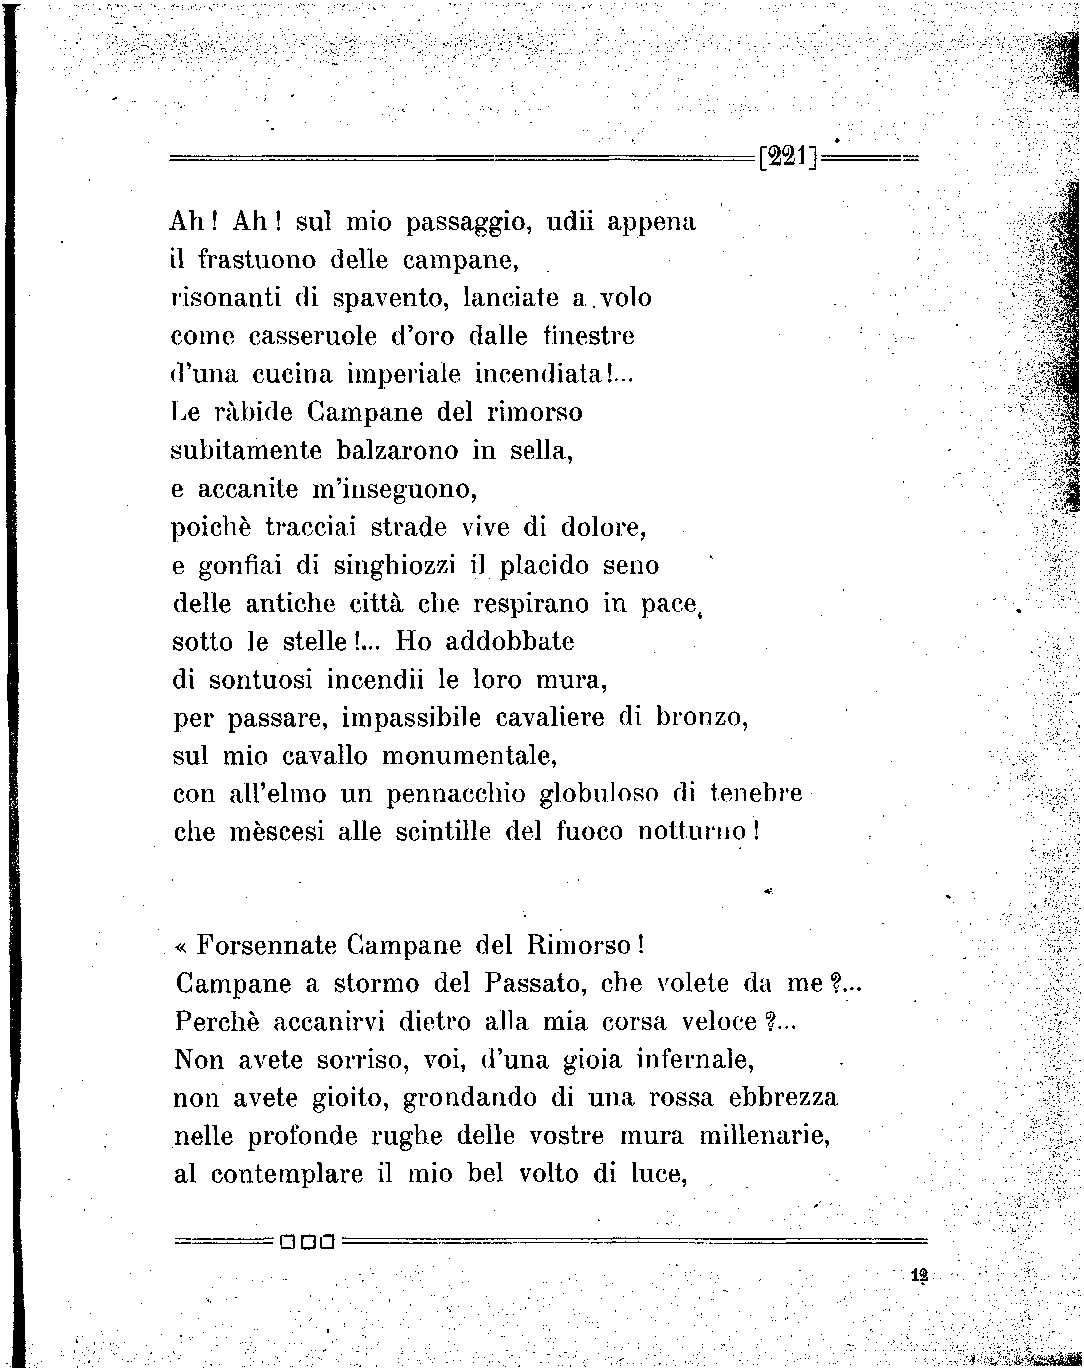 [221]
Ah! Ah! sul mio passaggio, udii appena
il frastuono delle campane,
risonanti di spavento, lanciate a volo
come casseruole d'oro dalle finestre
d'una cucina imperiale incendiata!...
Le ràbide Campane del rimorso
subitamente balzarono in sella,
e accanite m'inseguono,
poichè tracciai strade vive di dolore,
e gonfiai di singhiozzi il placido seno
delle antiche città che respirano in pace,
sotto le stelle!... Ho addobbate
di sontuosi incendii le loro mura,
per passare, impassibile cavaliere di bronzo,
sul mio cavallo monumentale,
con all'elmo un pennacchio globuloso di tenebre
che mèscesi alle scintille del fuoco notturno!
« Forsennate Campane del Rimorso!
Campane a stormo del Passato, che volete da me?...
Perchè accanirvi dietro alla mia corsa veloce?...
Non avete sorriso, voi, d'una gioia infernale,
non avete gioito, grondando di una rossa ebbrezza
nelle profonde rughe delle vostre mura millenarie,
al contemplare il mio bel volto di luce,
12